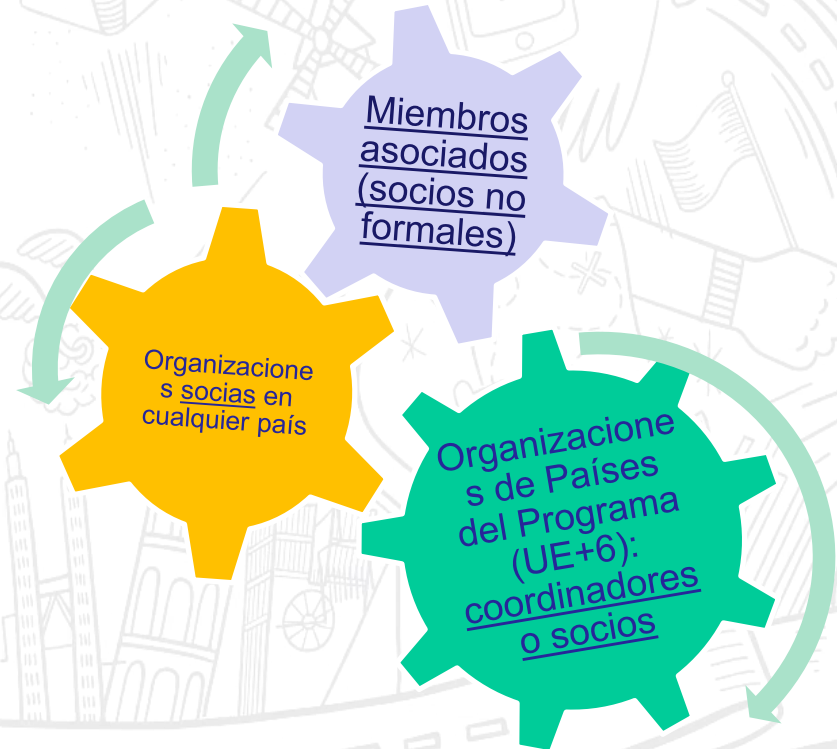 Miembros
asociados
(socios no
formales)
Organizacione
s socias en
cualquier país
Organizacione
s de Países
del Programa
(UE+6):
coordinadores
o socios